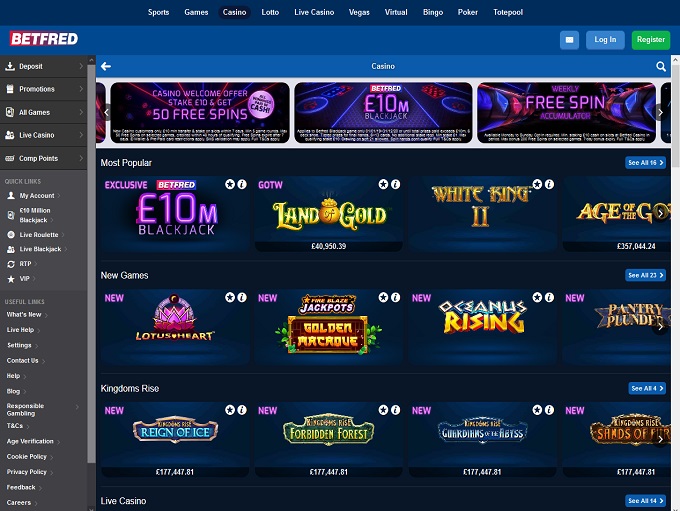 Sports Games Casino Lotto Live Casino Vegas Virtual Bingo Poker Totepool
BETFRED
Log In
Register
Deposit
Promotions
All Games
Live Casino
Comp Points
QUICK LINKS
My Account
£10 Million
Blackjack
Live Roulette
Live Blackjack
RTP
VIP
USEFUL LINKS
What's New
Live Help
Settings
Contact Us
Help
Blog
Responsible
Gambling
T&Cs
Age Verification
Cookie Policy
Privacy Policy
Feedback
Careers
Casino
CASINO WELCOME OFFER
STAKE £10 & GET
50 FREE SPINS
BETFRED
£10M
BLACKJACK
WEEKLY
FREE SPIN
ACCUMULATOR
Most Popular
See All 16
EXCLUSIVE BETFRED
£10M
BLACKJACK
GOTW
LAND OF GOLD
£40,950.39
WHITE KING
II
AGE OF THE GO
£357,044.24
New Games
See All 23
NEW
LOTUS HEART
NEW
FIRE BLAZE
JACKPOTS
GOLDEN
MACAQUE
NEW
OCEANUS
RISING
NEW
PANTRY
PLUNDER
Kingdoms Rise
See All 4
NEW
KINGDOMS RISE
REIGN OF ICE
£177,447.81
NEW
KINGDOMS RISE
FORBIDDEN FOREST
£177,447.81
NEW
KINGDOMS RISE
GUARDIANS OF THE ABYSS
£177,447.81
NEW
KINGDOMS RISE
SANDS OF FUR
£177,447.81
Live Casino
See All 14